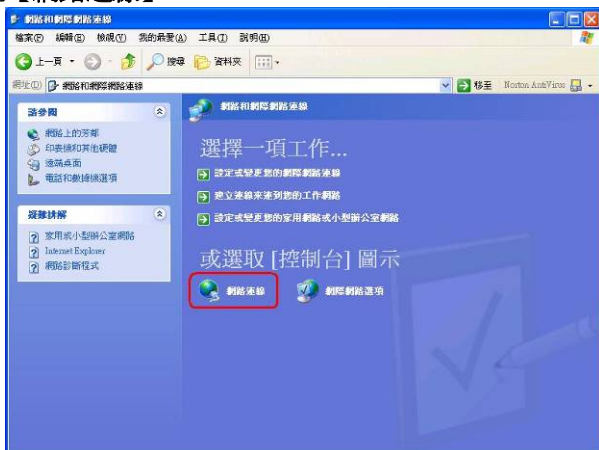 網路和網際網路連線
檔案(F) 編輯(E) 檢視(V) 我的最愛(A) 工具(T) 說明(H)
上一頁 搜尋 資料夾
網址(D) 網路和網際網路連線 移至 Norton AntiVirus
請參閱
網路上的芳鄰
印表機和其他硬體
遠端桌面
電話和數據機選項
疑難排解
家用或小型辦公室網路
Internet Explorer
網路診斷程式
網路和網際網路連線
選擇一項工作...
設定或變更您的網際網路連線
建立連線來連到您的工作網路
設定或變更您的家用網路或小型辦公室網路
或選取 [控制台] 圖示
網路連線 網際網路選項